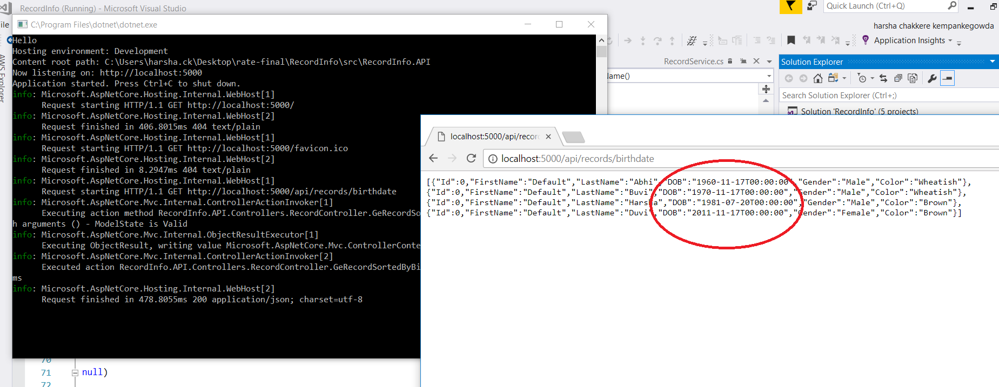 RecordInfo (Running) - Microsoft Visual Studio
Quick Launch (Ctrl+Q)
ile
C:\Program Files\dotnet\dotnet.exe
harsha chakkere kempankegowda
Application Insights
AWS Explorer
Hello
Hosting environment: Development
Content root path: C:\Users\harsha.ck\Desktop\rate-final\RecordInfo\src\RecordInfo.API
Now listening on: http://localhost:5000
Application started. Press Ctrl+C to shut down.
info: Microsoft.AspNetCore.Hosting.Internal.WebHost[1]
Request starting HTTP/1.1 GET http://localhost:5000/
info: Microsoft.AspNetCore.Hosting.Internal.WebHost[2]
Request finished in 406.8015ms 404 text/plain
info: Microsoft.AspNetCore.Hosting.Internal.WebHost[1]
Request starting HTTP/1.1 GET http://localhost:5000/favicon.ico
info: Microsoft.AspNetCore.Hosting.Internal.WebHost[2]
Request finished in 8.2947ms 404 text/plain
info: Microsoft.AspNetCore.Hosting.Internal.WebHost[1]
Request starting HTTP/1.1 GET http://localhost:5000/api/records/birthdate
info: Microsoft.AspNetCore.Mvc.Internal.ControllerActionInvoker[1]
Executing action method RecordInfo.API.Controllers.RecordController.GeRecordSo
h arguments () - ModelState is Valid
info: Microsoft.AspNetCore.Mvc.Internal.ObjectResultExecutor[1]
Executing ObjectResult, writing value Microsoft.AspNetCore.Mvc.ControllerConte
info: Microsoft.AspNetCore.Mvc.Internal.ControllerActionInvoker[2]
Executed action RecordInfo.API.Controllers.RecordController.GeRecordSortedByBi
ms
info: Microsoft.AspNetCore.Hosting.Internal.WebHost[2]
Request finished in 478.8055ms 200 application/json; charset=utf-8
RecordService.cs
Name()
Solution Explorer
Search Solution Explorer (Ctrl+;)
Solution 'RecordInfo' (5 projects)
localhost:5000/api/recor
localhost:5000/api/records/birthdate
[{"Id":0,"FirstName":"Default","LastName":"Abhi","DOB":"1960-11-17T00:00:00","Gender":"Male","Color":"Wheatish"},
{"Id":0,"FirstName":"Default","LastName":"Buvi","DOB":"1970-11-17T00:00:00","Gender":"Male","Color":"Wheatish"},
{"Id":0,"FirstName":"Default","LastName":"Harsha","DOB":"1981-07-20T00:00:00","Gender":"Male","Color":"Brown"},
{"Id":0,"FirstName":"Default","LastName":"Duvi","DOB":"2011-11-17T00:00:00","Gender":"Female","Color":"Brown"}]
70
71 null)
72